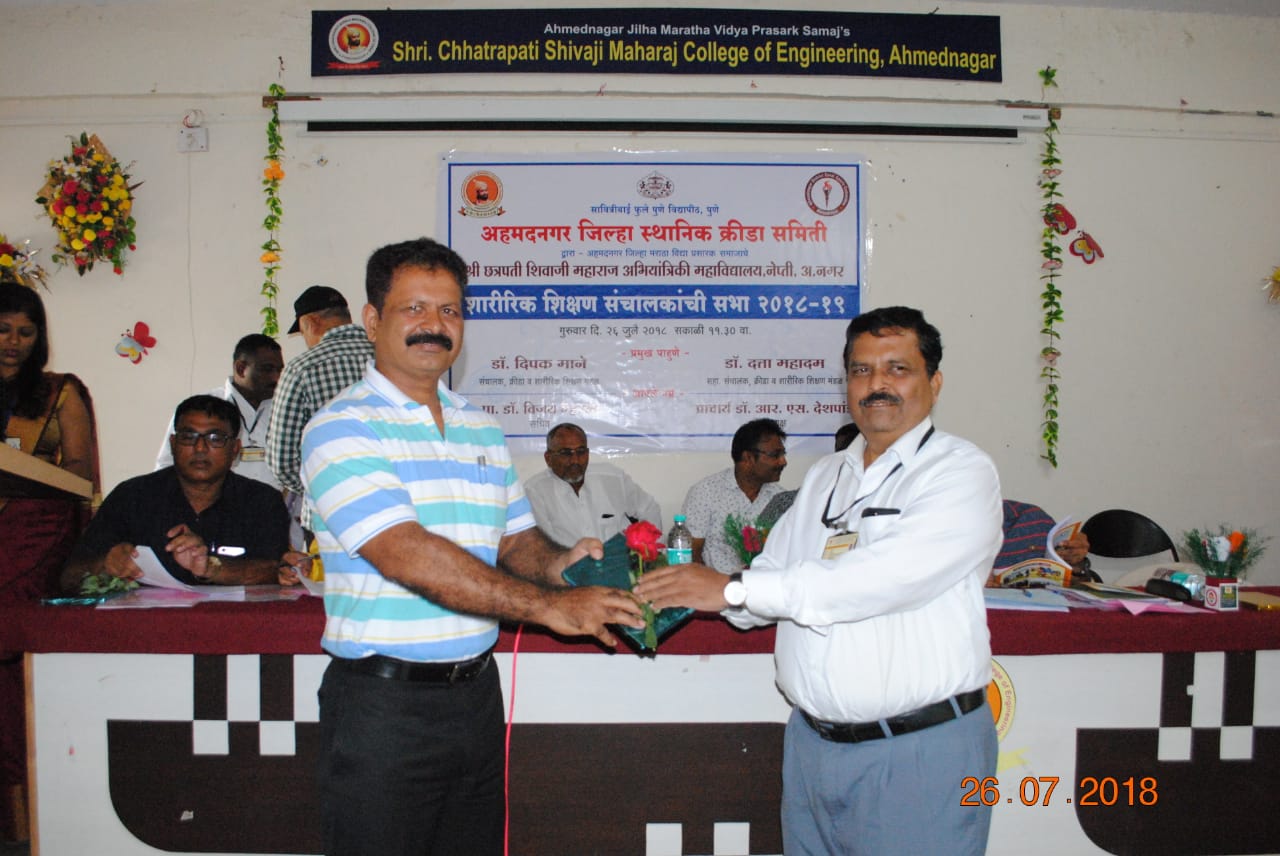 Ahmednagar Jilha Maratha Vidya Prasark Samaj's
Shri. Chhatrapati Shivaji Maharaj College of Engineering, Ahmednagar
सावित्रीबाई फुले पुणे विद्यापीठ, पुणे
अहमदनगर जिल्हा स्थानिक क्रीडा समिती
द्वारा - अहमदनगर जिल्हा मराठा विद्या प्रसारक समाजाचे
श्री छत्रपती शिवाजी महाराज अभियांत्रिकी महाविद्यालय, नेप्ती, अ.नगर
शारीरिक शिक्षण संचालकांची सभा २०१८-१९
गुरुवार दि. २६ जुलै २०१८ सकाळी ११.३० वा.
- प्रमुख पाहुणे -
डॉ. दिपक माने डॉ. दत्ता महादम
संचालक, क्रीडा व शारीरिक शिक्षण मंडळ सहा. संचालक, क्रीडा व शारीरिक शिक्षण मंडळ
प्रा. डॉ. विजय प्राचार्य डॉ. आर. एस. देशपां
सचिव
26.07.2018